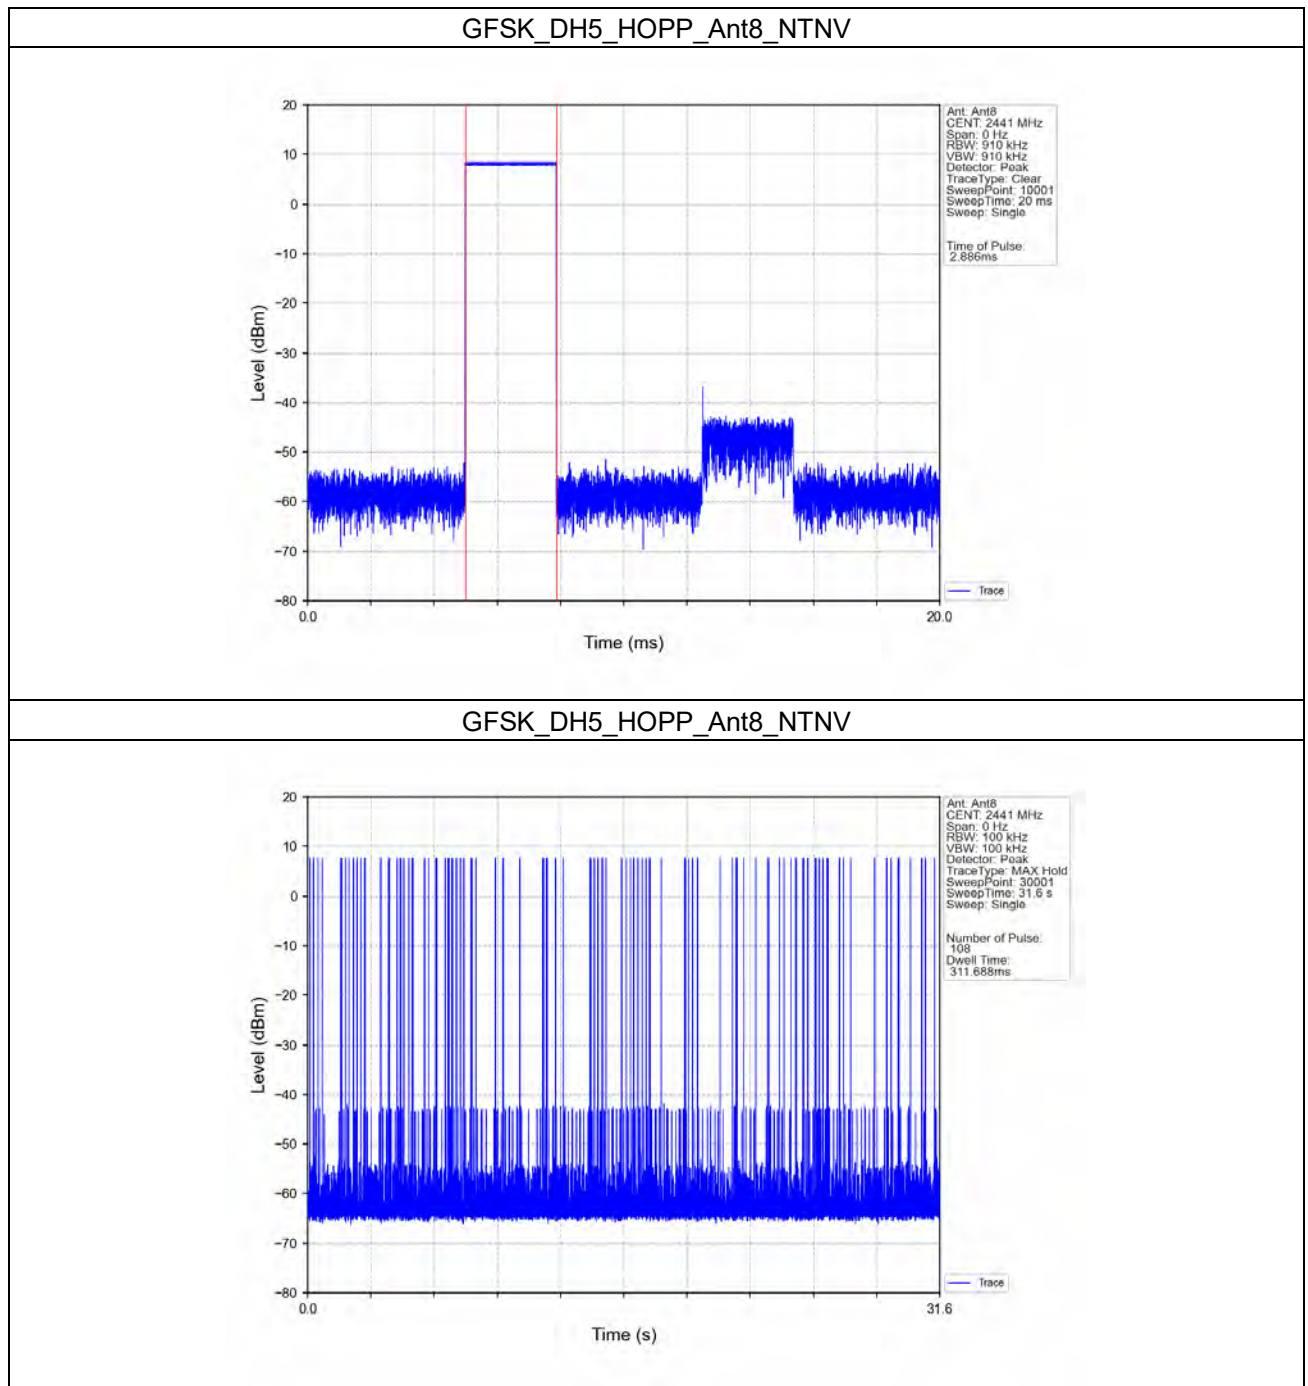 GFSK_DH5_HOPP_Ant8_NTNV
20
10
0
−10
−20
−30
−40
−50
−60
−70
−80
Level (dBm)
0.0
20.0
Time (ms)
Ant: Ant8
CENT: 2441 MHz
Span: 0 Hz
RBW: 910 kHz
VBW: 910 kHz
Detector: Peak
TraceType: Clear
SweepPoint: 10001
SweepTime: 20 ms
Sweep: Single
Time of Pulse:
2.886ms
Trace
GFSK_DH5_HOPP_Ant8_NTNV
20
10
0
−10
−20
−30
−40
−50
−60
−70
−80
Level (dBm)
0.0
31.6
Time (s)
Ant: Ant8
CENT: 2441 MHz
Span: 0 Hz
RBW: 100 kHz
VBW: 100 kHz
Detector: Peak
TraceType: MAX Hold
SweepPoint: 30001
SweepTime: 31.6 s
Sweep: Single
Number of Pulse:
108
Dwell Time:
311.688ms
Trace